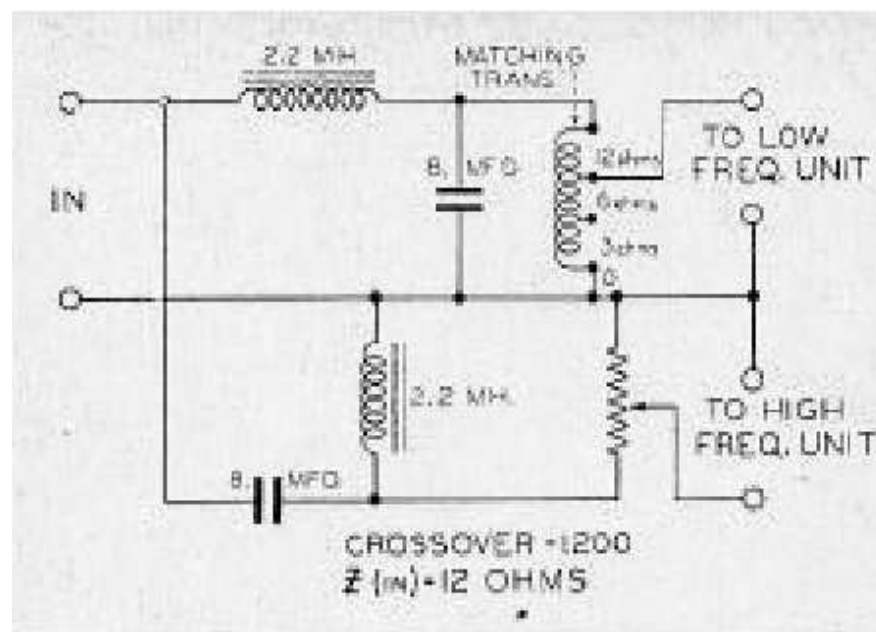 2.2 MH.
MATCHING
TRANS
12 ohms
8. MFD
6 ohms
3 ohms
0
TO LOW
FREQ. UNIT
IN
2.2 MH.
TO HIGH
FREQ. UNIT
8. MFD
CROSSOVER -1200
Z (IN)=12 OHMS